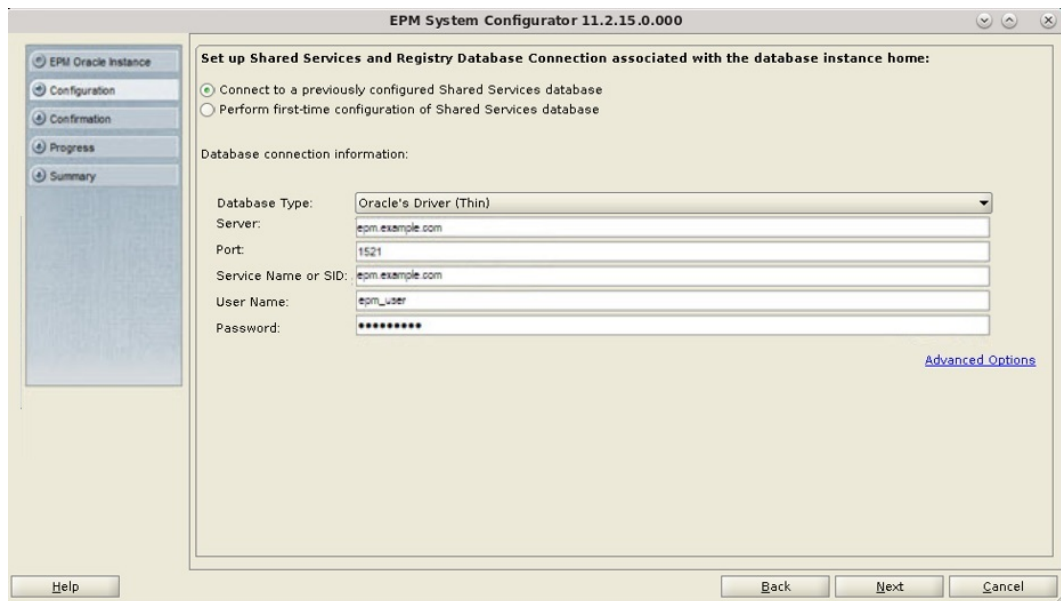 EPM System Configurator 11.2.15.0.000
EPM Oracle Instance
Configuration
Confirmation
Progress
Summary
Set up Shared Services and Registry Database Connection associated with the database instance home:
Connect to a previously configured Shared Services database
Perform first-time configuration of Shared Services database
Database connection information:
Database Type: Oracle's Driver (Thin)
Server: epm.example.com
Port: 1521
Service Name or SID: epm.example.com
User Name: epm_user
Password: •••••••••
Advanced Options
Help Back Next Cancel